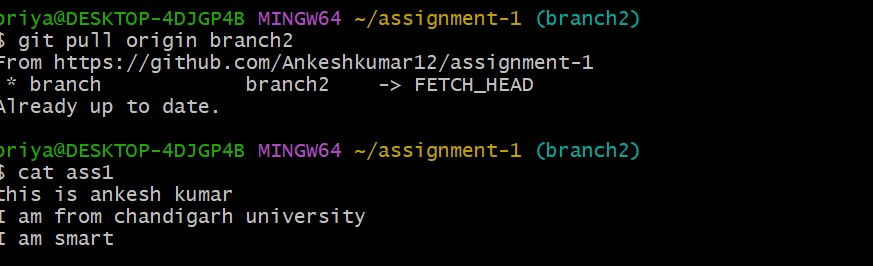 priya@DESKTOP-4DJGP4B MINGW64 ~/assignment-1 (branch2)
$ git pull origin branch2
From https://github.com/Ankeshkumar12/assignment-1
 * branch            branch2    -> FETCH_HEAD
Already up to date.
priya@DESKTOP-4DJGP4B MINGW64 ~/assignment-1 (branch2)
$ cat ass1
this is ankesh kumar
I am from chandigarh university
I am smart